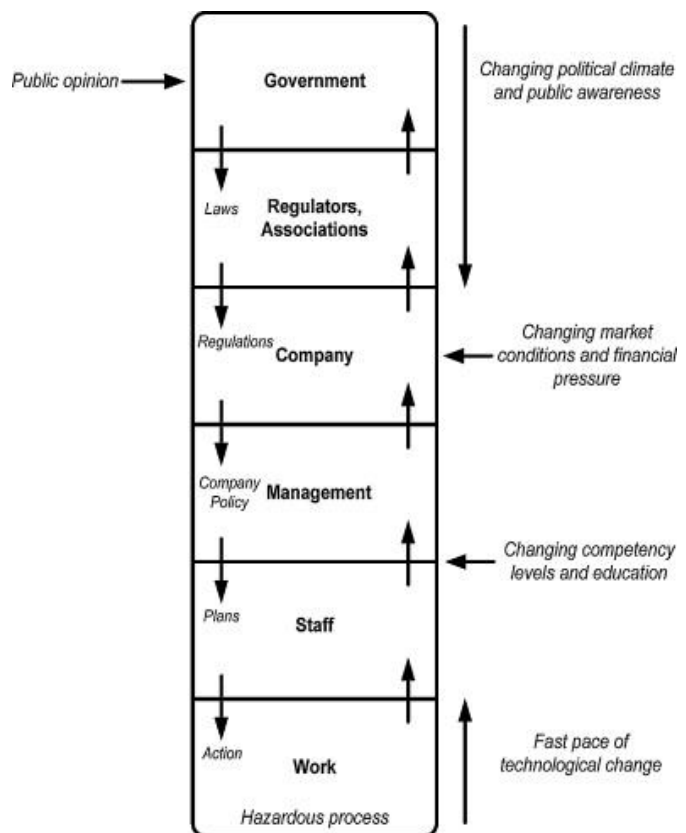 Public opinion
Government
Changing political climate
and public awareness
Laws
Regulators,
Associations
Regulations
Company
Changing market
conditions and financial
pressure
Company
Policy
Management
Changing competency
levels and education
Plans
Staff
Action
Work
Fast pace of
technological change
Hazardous process